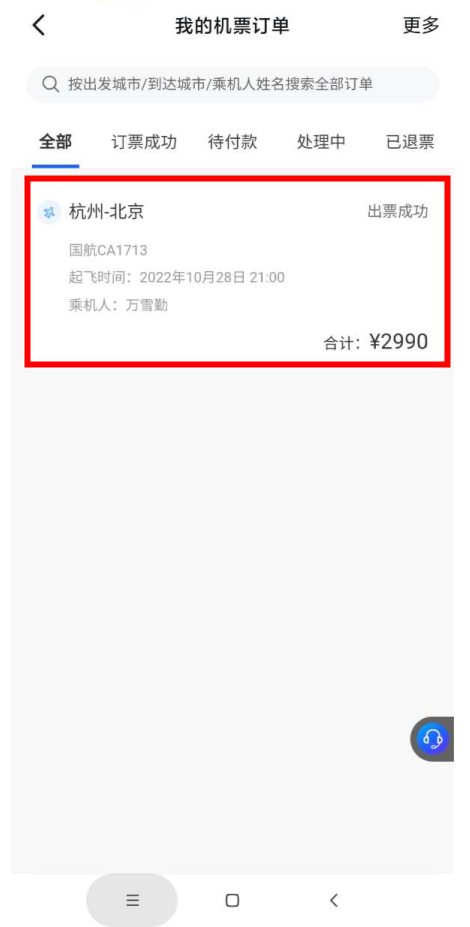 我的机票订单
更多
按出发城市/到达城市/乘机人姓名搜索全部订单
全部 订票成功 待付款 处理中 已退票
杭州-北京 出票成功
国航CA1713
起飞时间：2022年10月28日 21:00
乘机人：万雪勤
合计：¥2990